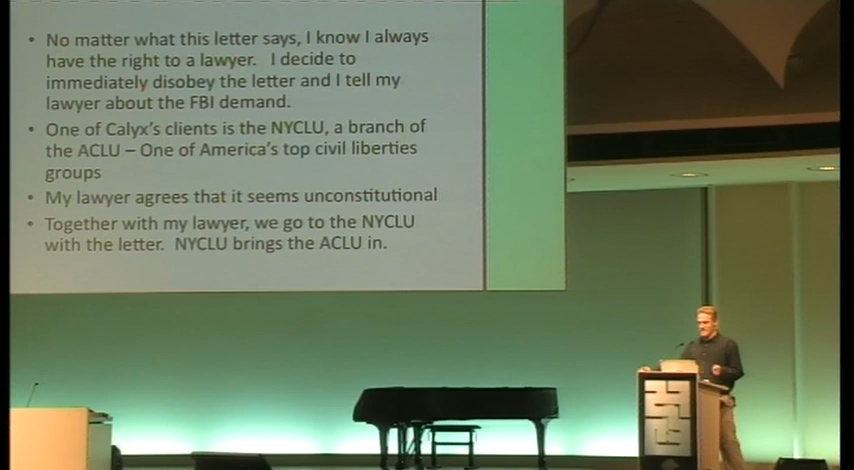 • No matter what this letter says, I know I always
have the right to a lawyer. I decide to
immediately disobey the letter and I tell my
lawyer about the FBI demand.
• One of Calyx's clients is the NYCLU, a branch of
the ACLU – One of America's top civil liberties
groups
• My lawyer agrees that it seems unconstitutional
• Together with my lawyer, we go to the NYCLU
with the letter. NYCLU brings the ACLU in.